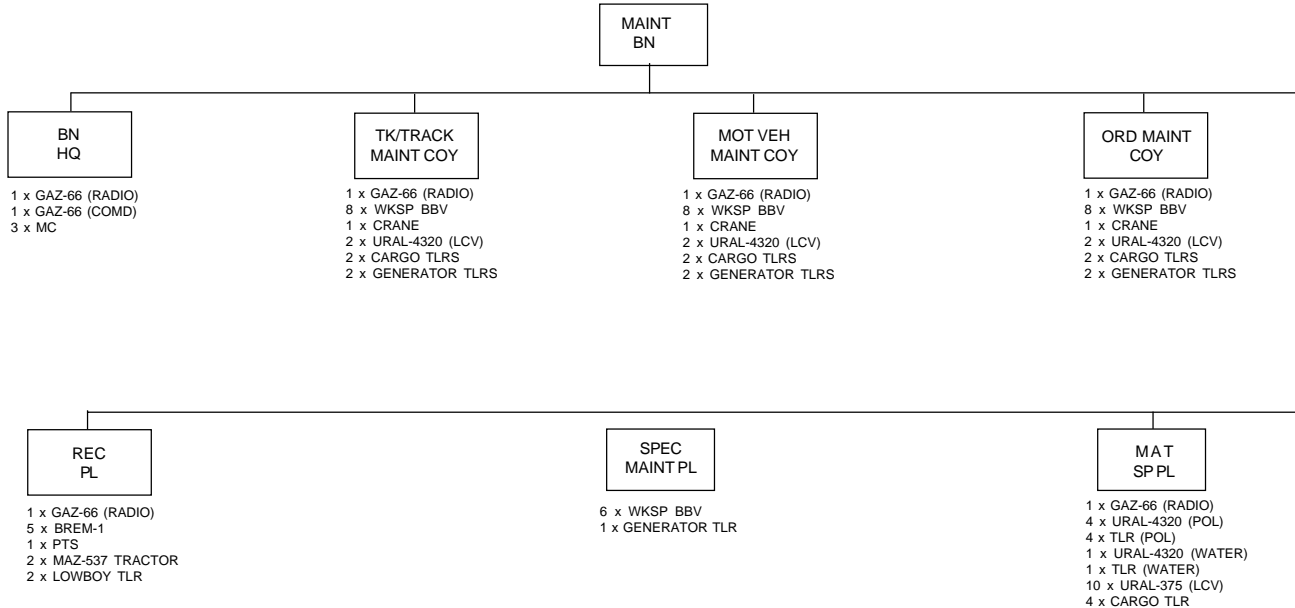 MAINT
BN
BN
HQ
1 x GAZ-66 (RADIO)
1 x GAZ-66 (COMD)
3 x MC
TK/TRACK
MAINT COY
1 x GAZ-66 (RADIO)
8 x WKSP BBV
1 x CRANE
2 x URAL-4320 (LCV)
2 x CARGO TLRS
2 x GENERATOR TLRS
MOT VEH
MAINT COY
1 x GAZ-66 (RADIO)
8 x WKSP BBV
1 x CRANE
2 x URAL-4320 (LCV)
2 x CARGO TLRS
2 x GENERATOR TLRS
ORD MAINT
COY
1 x GAZ-66 (RADIO)
8 x WKSP BBV
1 x CRANE
2 x URAL-4320 (LCV)
2 x CARGO TLRS
2 x GENERATOR TLRS
REC
PL
1 x GAZ-66 (RADIO)
5 x BREM-1
1 x PTS
2 x MAZ-537 TRACTOR
2 x LOWBOY TLR
SPEC
MAINT PL
6 x WKSP BBV
1 x GENERATOR TLR
MAT
SP PL
1 x GAZ-66 (RADIO)
4 x URAL-4320 (POL)
4 x TLR (POL)
1 x URAL-4320 (WATER)
1 x TLR (WATER)
10 x URAL-375 (LCV)
4 x CARGO TLR